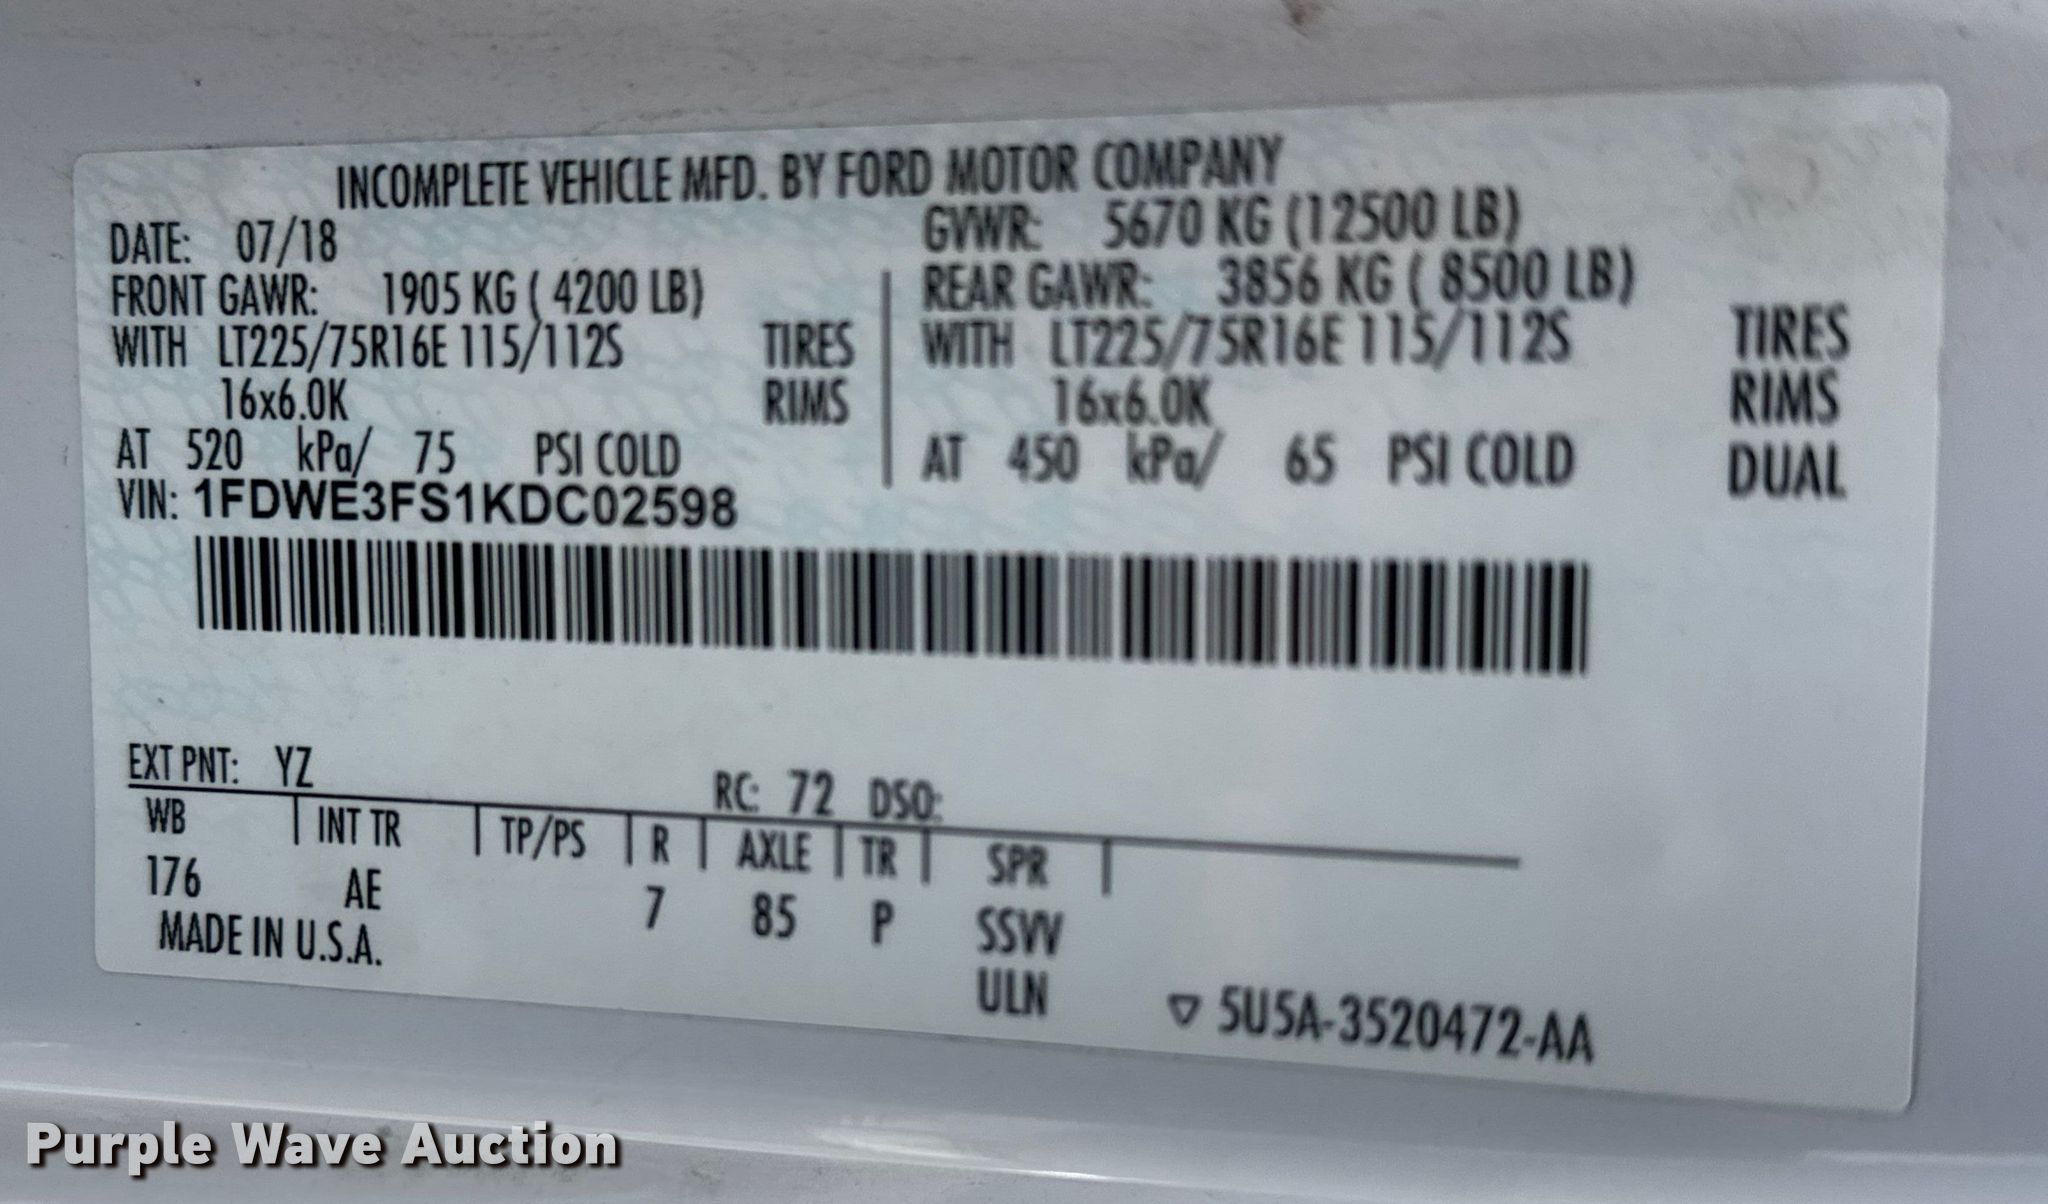 INCOMPLETE VEHICLE MFD. BY FORD MOTOR COMPANY
DATE: 07/18 GVWR: 5670 KG (12500 LB)
FRONT GAWR: 1905 KG ( 4200 LB) REAR GAWR: 3856 KG ( 8500 LB)
WITH LT225/75R16E 115/112S TIRES WITH LT225/75R16E 115/112S TIRES
16x6.0K RIMS 16x6.0K RIMS
AT 520 kPa/ 75 PSI COLD AT 450 kPa/ 65 PSI COLD DUAL
VIN: 1FDWE3FS1KDC02598
EXT PNT: YZ RC: 72 DSO:
WB INT TR TP/PS R AXLE TR SPR
176 AE 7 85 P SSVV
MADE IN U.S.A. ULN
▽ 5U5A-3520472-AA
Purple Wave Auction